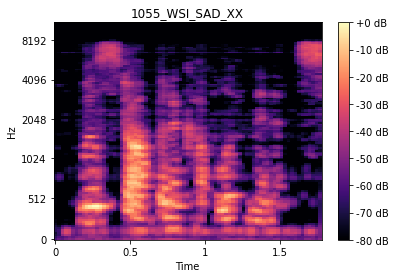 1055_WSI_SAD_XX
+0 dB
8192
-10 dB
4096
-20 dB
-30 dB
2048
Hz
-40 dB
1024
-50 dB
512
-60 dB
-70 dB
0
-80 dB
0
0.5
1
1.5
Time